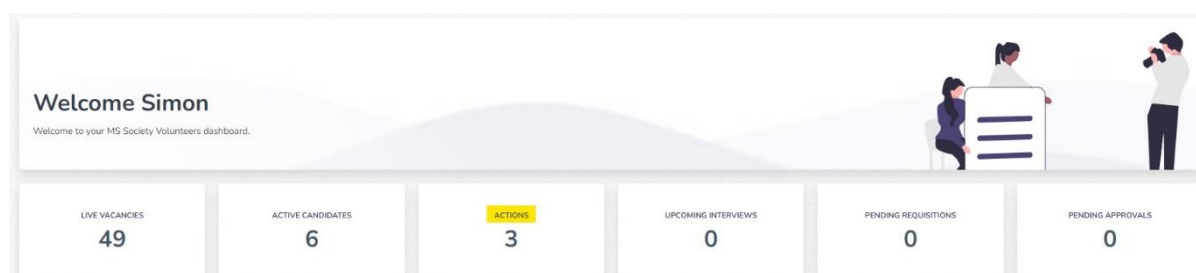 Welcome Simon
Welcome to your MS Society Volunteers dashboard.
LIVE VACANCIES
49
ACTIVE CANDIDATES
6
ACTIONS
3
UPCOMING INTERVIEWS
0
PENDING REQUISITIONS
0
PENDING APPROVALS
0